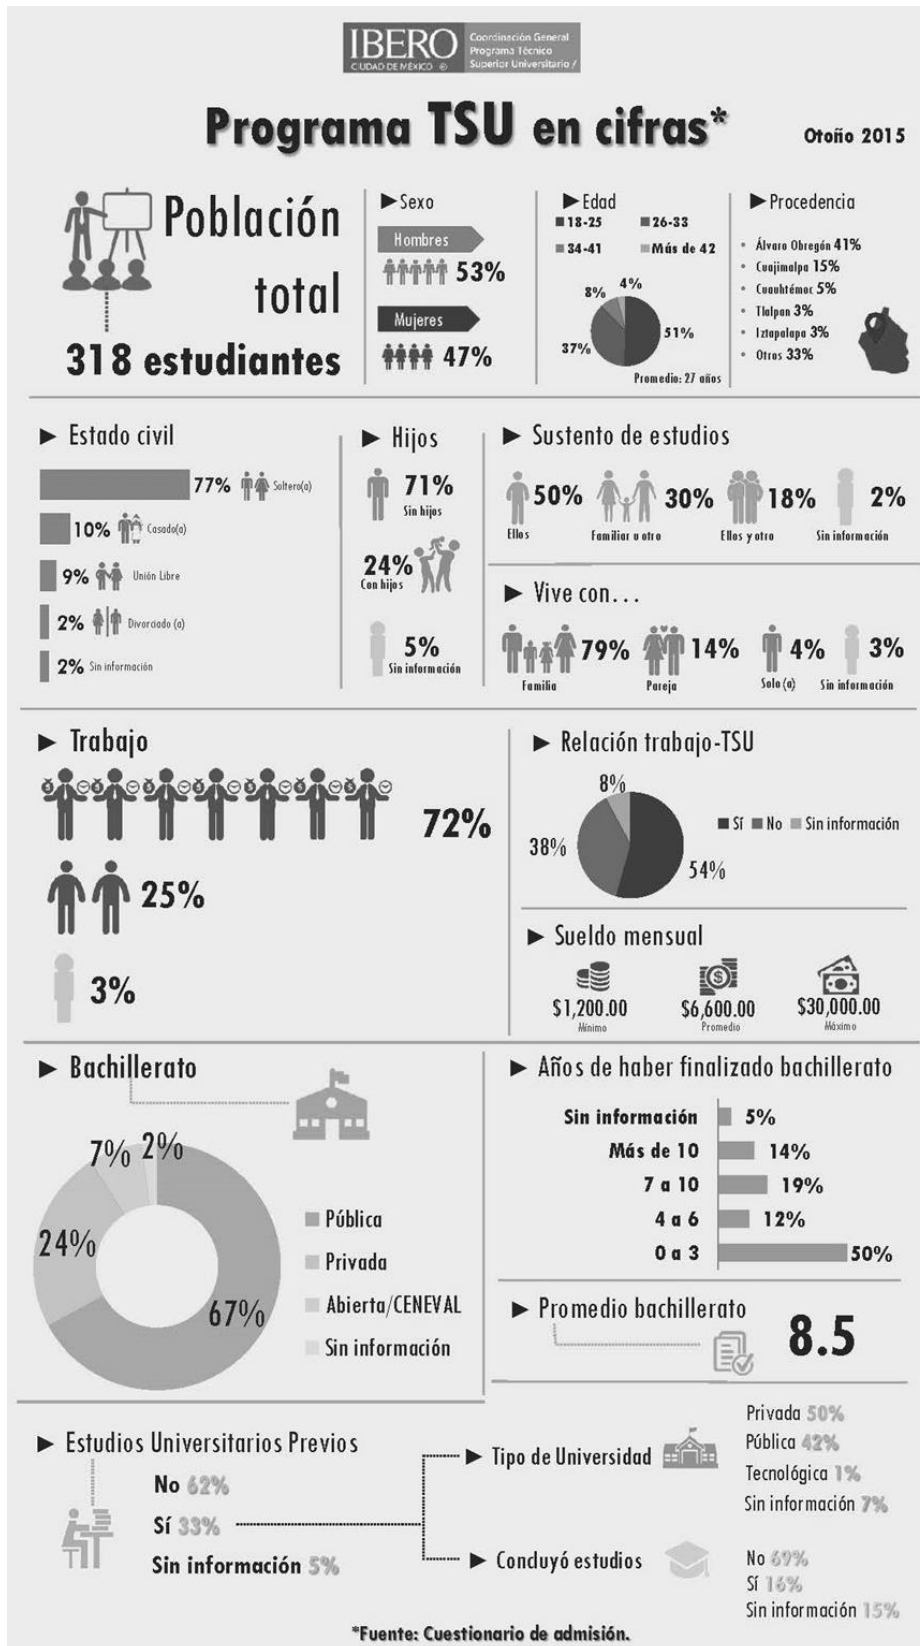 IBERO
CIUDAD DE MÉXICO ®
Coordinación General
Programa Técnico
Superior Universitario /
Programa TSU en cifras*
Otoño 2015
Población
total
318 estudiantes
▶ Sexo
Hombres
53%
Mujeres
47%
▶ Edad
18-25 26-33
34-41 Más de 42
8% 4%
37% 51%
Promedio: 27 años
▶ Procedencia
• Álvaro Obregón 41%
• Cuajimalpa 15%
• Cuauhtémoc 5%
• Tlalpan 3%
• Iztapalapa 3%
• Otros 33%
▶ Estado civil
77% Soltero(a)
10% Casado(a)
9% Unión Libre
2% Divorciado (a)
2% Sin información
▶ Hijos
71%
Sin hijos
24%
Con hijos
5%
Sin información
▶ Sustento de estudios
50% 30% 18% 2%
Ellos Familiar u otro Ellos y otro Sin información
▶ Vive con...
79% 14% 4% 3%
Familia Pareja Solo (a) Sin información
▶ Trabajo
72%
25%
3%
▶ Relación trabajo-TSU
8%
38%
54%
Sí No Sin información
▶ Sueldo mensual
$1,200.00 $6,600.00 $30,000.00
Mínimo Promedio Máximo
▶ Bachillerato
7% 2%
24%
67%
Pública
Privada
Abierta/CENEVAL
Sin información
▶ Años de haber finalizado bachillerato
Sin información 5%
Más de 10 14%
7 a 10 19%
4 a 6 12%
0 a 3 50%
▶ Promedio bachillerato
8.5
▶ Estudios Universitarios Previos
No 62%
Sí 33%
Sin información 5%
▶ Tipo de Universidad
Privada 50%
Pública 42%
Tecnológica 1%
Sin información 7%
▶ Concluyó estudios
No 69%
Sí 16%
Sin información 15%
*Fuente: Cuestionario de admisión.